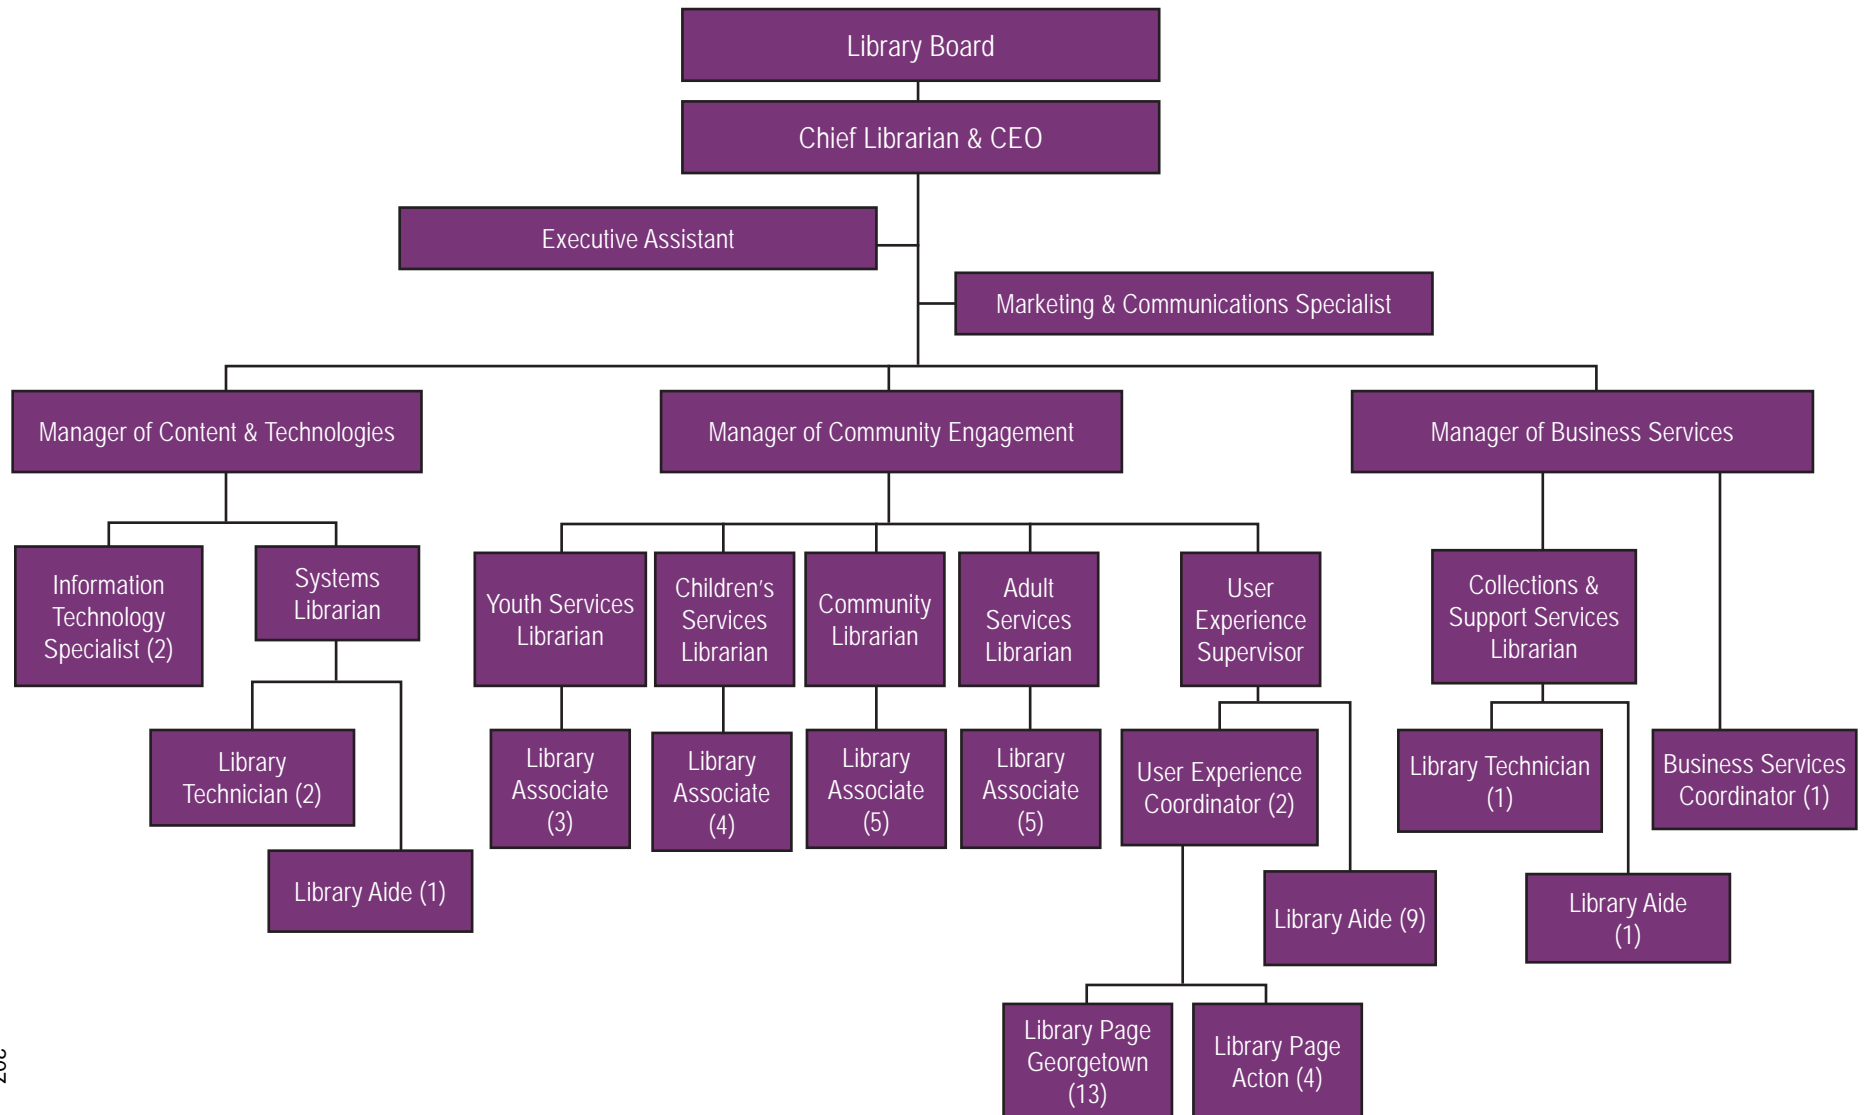 Library Board
Chief Librarian & CEO
Executive Assistant
Marketing & Communications Specialist
Manager of Content & Technologies
Manager of Community Engagement
Manager of Business Services
Information
Technology
Specialist (2)
Systems
Librarian
Youth Services
Librarian
Children’s
Services
Librarian
Community
Librarian
Adult
Services
Librarian
User
Experience
Supervisor
Collections &
Support Services
Librarian
Library
Technician (2)
Library
Associate
(3)
Library
Associate
(4)
Library
Associate
(5)
Library
Associate
(5)
User Experience
Coordinator (2)
Library Technician
(1)
Business Services
Coordinator (1)
Library Aide (1)
Library Aide (9)
Library Aide
(1)
Library Page
Georgetown
(13)
Library Page
Acton (4)